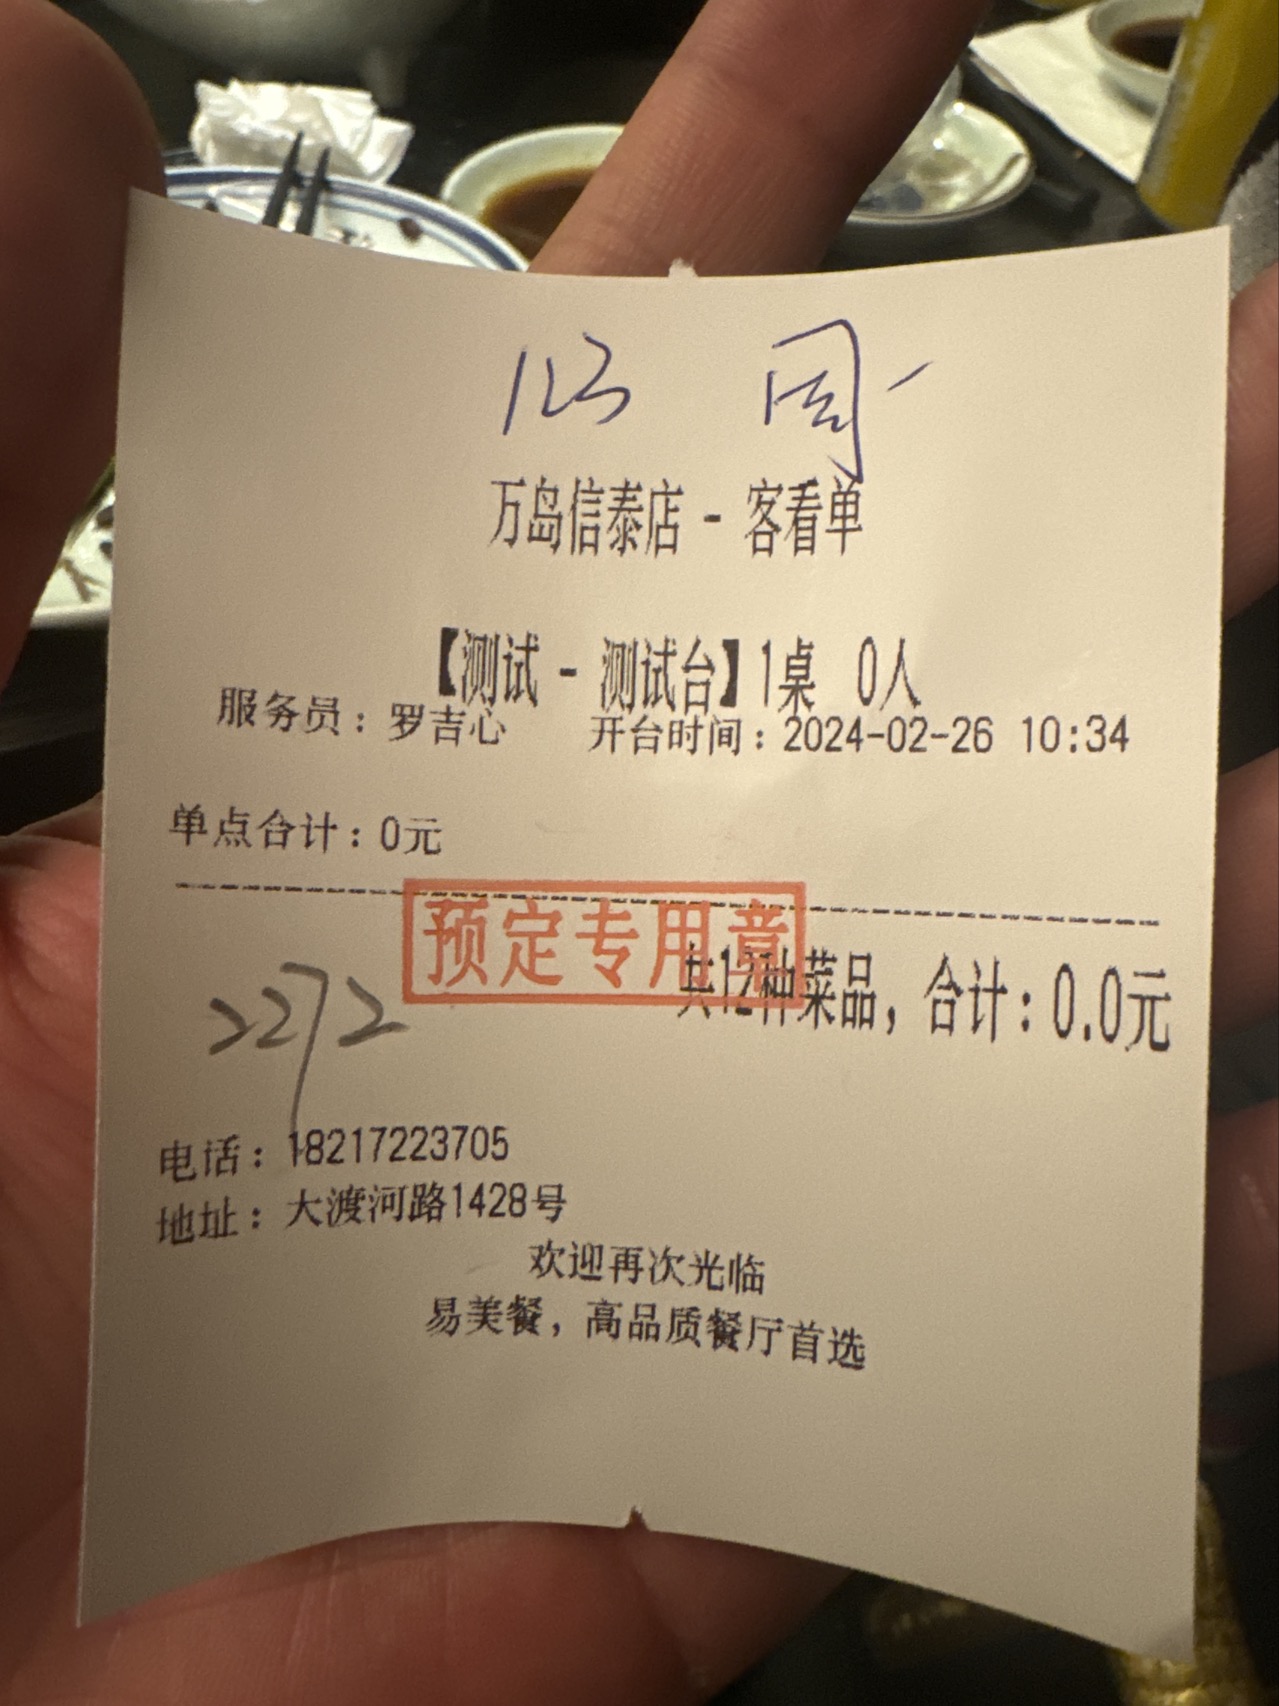 123 周
万岛信泰店 - 客看单
【测试 - 测试台】1桌 0人
服务员：罗吉心 开台时间：2024-02-26 10:34
单点合计：0元
预定专用章
共12种菜品，合计：0.0元
2272
电话：18217223705
地址：大渡河路1428号
欢迎再次光临
易美餐，高品质餐厅首选